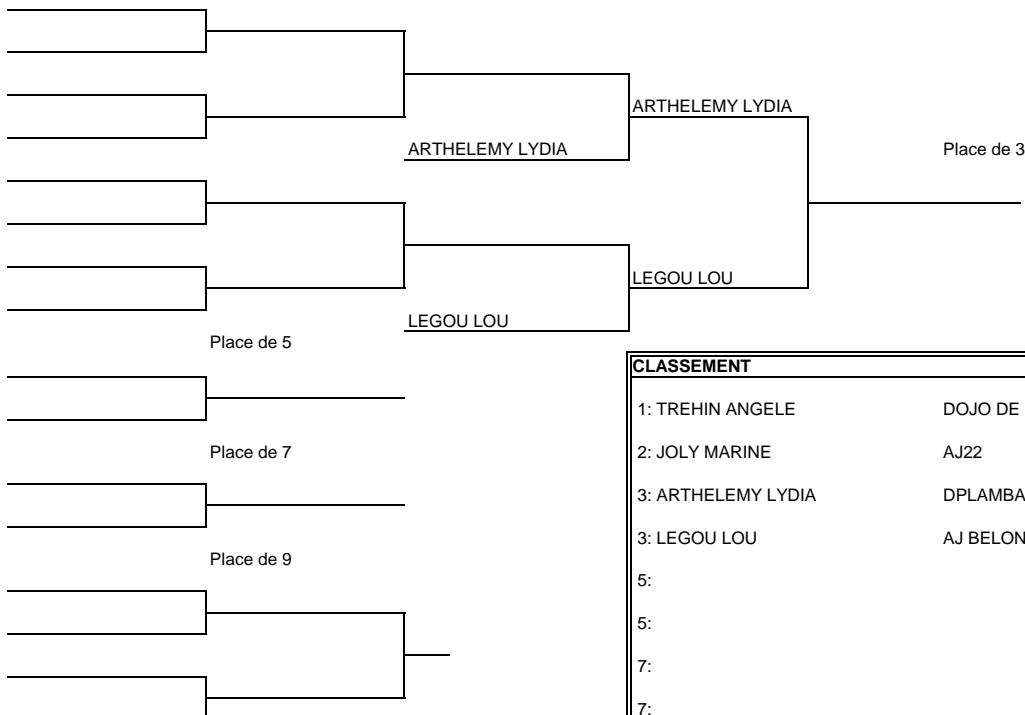 ARTHELEMY LYDIA
ARTHELEMY LYDIA
Place de 3
LEGOU LOU
LEGOU LOU
Place de 5
CLASSEMENT
1: TREHIN ANGELE DOJO DE
Place de 7
2: JOLY MARINE AJ22
3: ARTHELEMY LYDIA DPLAMBA
3: LEGOU LOU AJ BELON
Place de 9
5:
5:
7:
7: